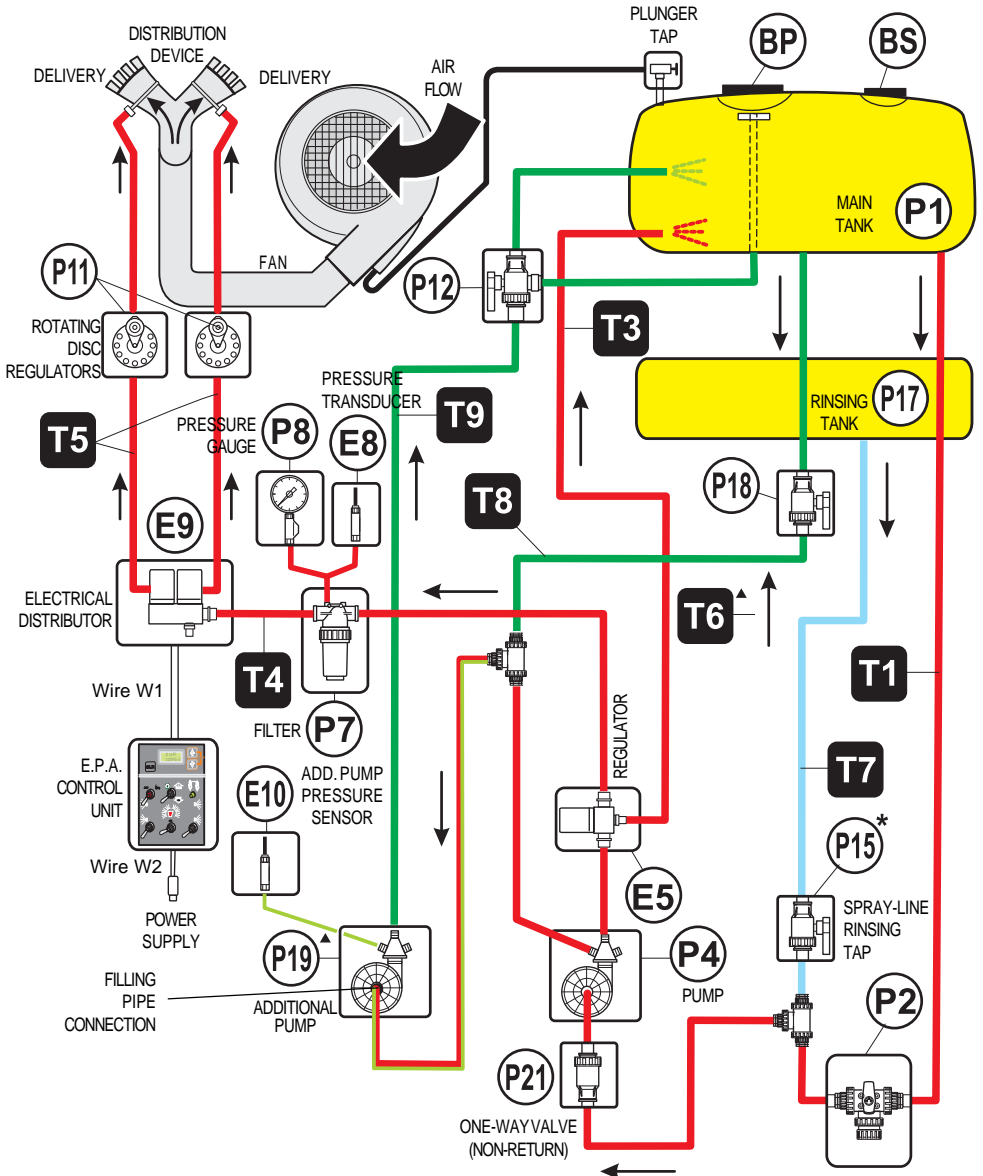 PLUNGER
TAP
DISTRIBUTION
DEVICE
DELIVERY
DELIVERY
AIR
FLOW
BP
BS
MAIN
TANK
P1
FAN
P11
P12
ROTATING
DISC
REGULATORS
T3
PRESSURE
TRANSDUCER
T9
RINSING
TANK
P17
T5
PRESSURE
GAUGE
P8
E8
P18
T8
E9
ELECTRICAL
DISTRIBUTOR
T6▲
T4
T1
Wire W1
FILTER
P7
REGULATOR
E.P.A.
CONTROL
UNIT
E10
ADD. PUMP
PRESSURE
SENSOR
T7
P15*
Wire W2
E5
SPRAY-LINE
RINSING
TAP
POWER
SUPPLY
P19▲
P4
PUMP
FILLING
PIPE
CONNECTION
ADDITIONAL
PUMP
P2
P21
ONE-WAY VALVE
(NON-RETURN)